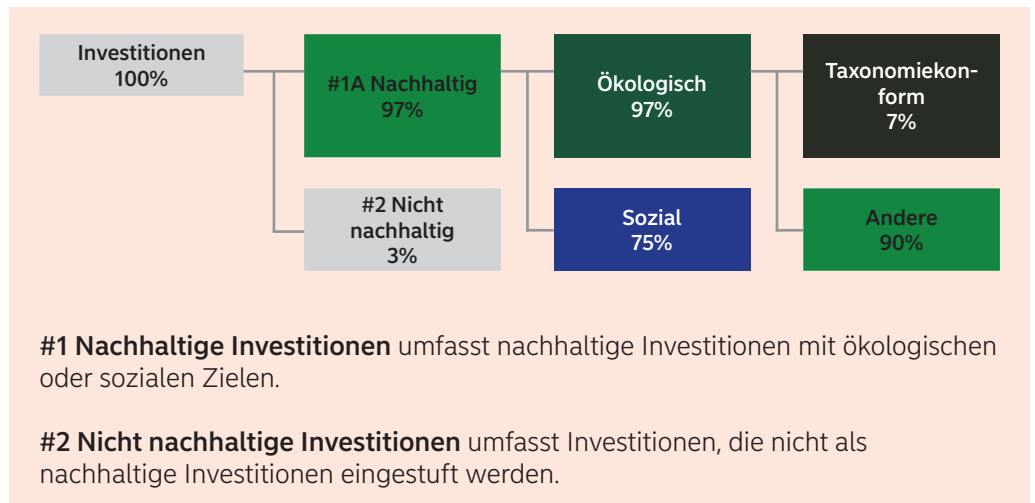 Investitionen
100%
#1A Nachhaltig
97%
Ökologisch
97%
Taxonomiekon-
form
7%
#2 Nicht
nachhaltig
3%
Sozial
75%
Andere
90%
#1 Nachhaltige Investitionen umfasst nachhaltige Investitionen mit ökologischen
oder sozialen Zielen.
#2 Nicht nachhaltige Investitionen umfasst Investitionen, die nicht als
nachhaltige Investitionen eingestuft werden.